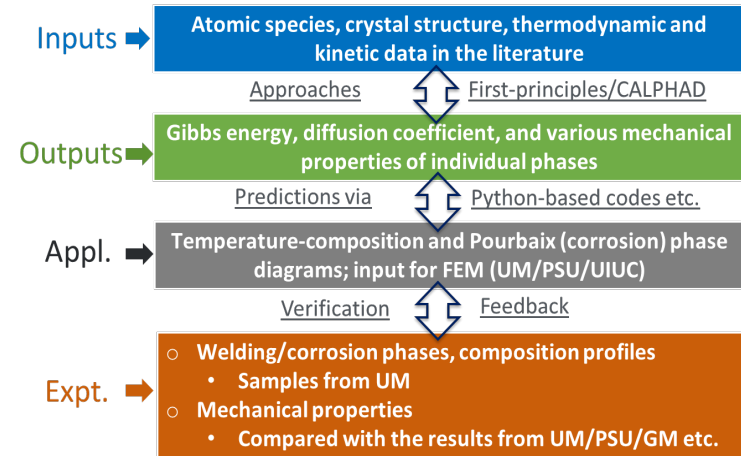 Inputs
Atomic species, crystal structure, thermodynamic and
kinetic data in the literature
Approaches First-principles/CALPHAD
Outputs
Gibbs energy, diffusion coefficient, and various mechanical
properties of individual phases
Predictions via Python-based codes etc.
Appl.
Temperature-composition and Pourbaix (corrosion) phase
diagrams; input for FEM (UM/PSU/UIUC)
Verification Feedback
Expt.
o Welding/corrosion phases, composition profiles
• Samples from UM
o Mechanical properties
• Compared with the results from UM/PSU/GM etc.